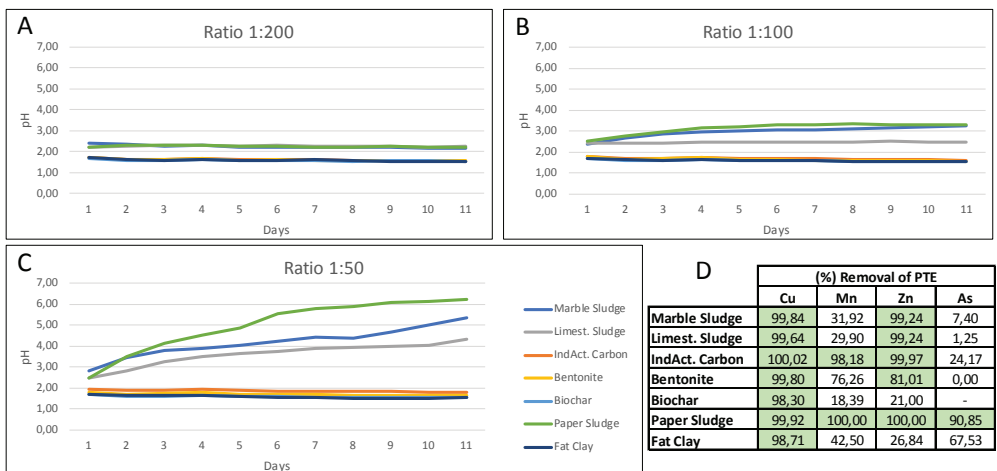 A
Ratio 1:200
7,00
6,00
5,00
4,00
3,00
2,00
1,00
0,00
pH
1 2 3 4 5 6 7 8 9 10 11
Days
B
Ratio 1:100
7,00
6,00
5,00
4,00
3,00
2,00
1,00
0,00
pH
1 2 3 4 5 6 7 8 9 10 11
Days
C
Ratio 1:50
7,00
6,00
5,00
4,00
3,00
2,00
1,00
0,00
pH
1 2 3 4 5 6 7 8 9 10 11
Days
Marble Sludge
Limest. Sludge
IndAct. Carbon
Bentonite
Biochar
Paper Sludge
Fat Clay
D
(%) Removal of PTE
Cu Mn Zn As
Marble Sludge 99,84 31,92 99,24 7,40
Limest. Sludge 99,64 29,90 99,24 1,25
IndAct. Carbon 100,02 98,18 99,97 24,17
Bentonite 99,80 76,26 81,01 0,00
Biochar 98,30 18,39 21,00 -
Paper Sludge 99,92 100,00 100,00 90,85
Fat Clay 98,71 42,50 26,84 67,53